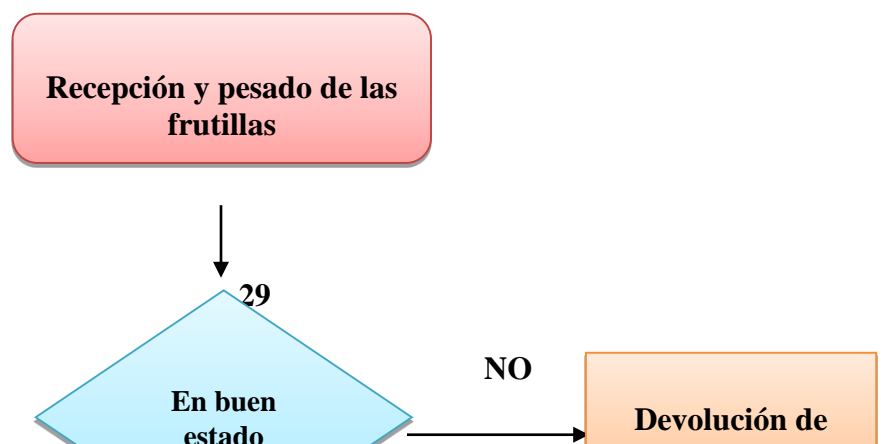 Recepción y pesado de las
frutillas
29
NO
En buen
estado
Devolución de